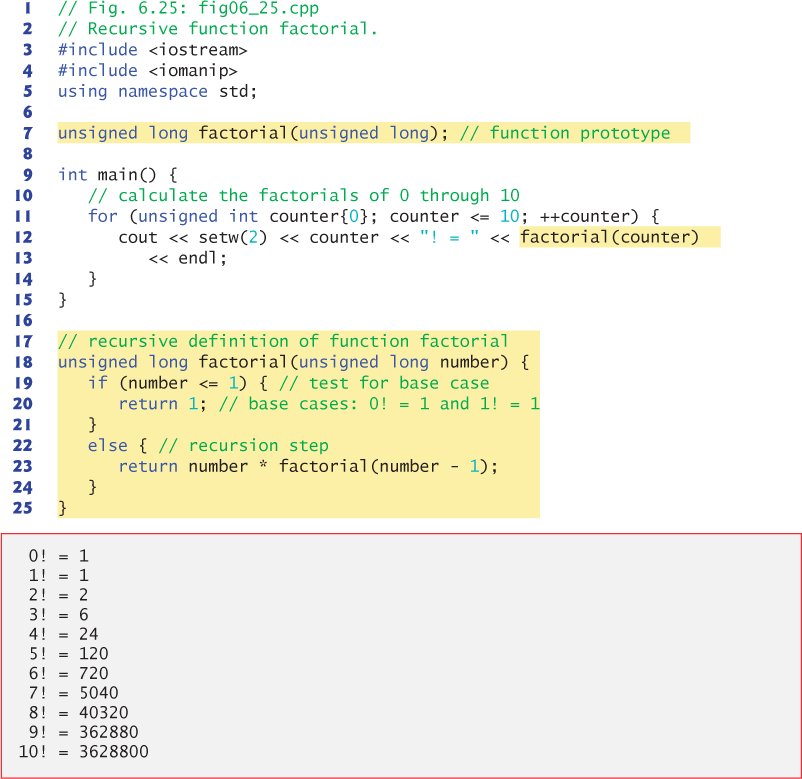 1 // Fig. 6.25: fig06_25.cpp
2 // Recursive function factorial.
3 #include <iostream>
4 #include <iomanip>
5 using namespace std;
6
7 unsigned long factorial(unsigned long); // function prototype
8
9 int main() {
10    // calculate the factorials of 0 through 10
11    for (unsigned int counter{0}; counter <= 10; ++counter) {
12       cout << setw(2) << counter << "! = " << factorial(counter)
13          << endl;
14    }
15 }
16
17 // recursive definition of function factorial
18 unsigned long factorial(unsigned long number) {
19    if (number <= 1) { // test for base case
20       return 1; // base cases: 0! = 1 and 1! = 1
21    }
22    else { // recursion step
23       return number * factorial(number - 1);
24    }
25 }
 0! = 1
 1! = 1
 2! = 2
 3! = 6
 4! = 24
 5! = 120
 6! = 720
 7! = 5040
 8! = 40320
 9! = 362880
10! = 3628800